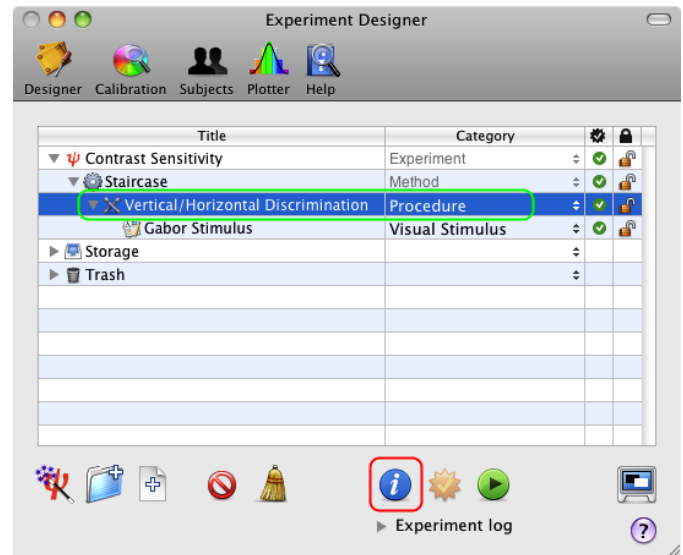 Experiment Designer
Designer Calibration Subjects Plotter Help
Title Category
ψ Contrast Sensitivity Experiment
Staircase Method
Vertical/Horizontal Discrimination Procedure
Gabor Stimulus Visual Stimulus
Storage
Trash
Experiment log